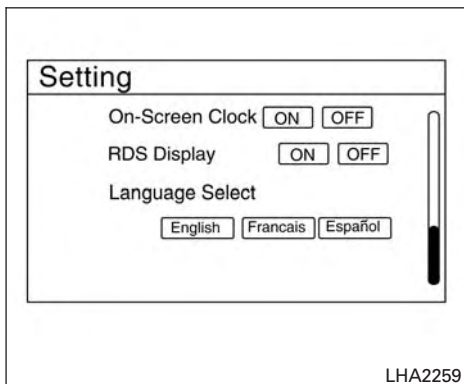 Setting
On-Screen Clock ON OFF
RDS Display ON OFF
Language Select
English Francais Español
LHA2259